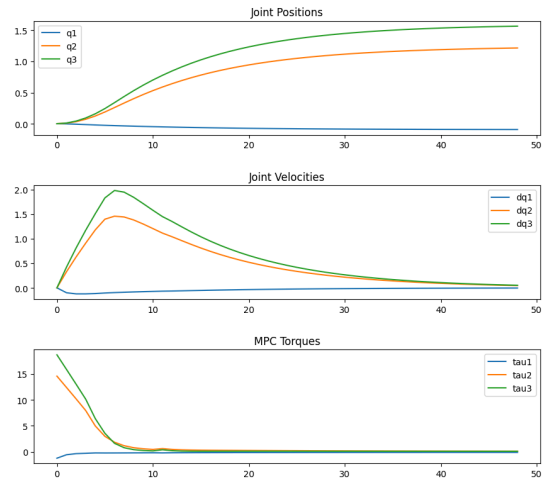 Joint Positions
1.5
1.0
0.5
0.0
q1
q2
q3
0 10 20 30 40 50
Joint Velocities
2.0
1.5
1.0
0.5
0.0
dq1
dq2
dq3
0 10 20 30 40 50
MPC Torques
15
10
5
0
tau1
tau2
tau3
0 10 20 30 40 50